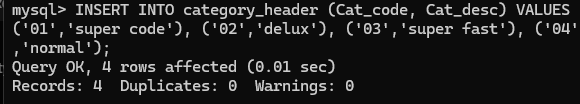 mysql> INSERT INTO category_header (Cat_code, Cat_desc) VALUES
('01','super code'), ('02','delux'), ('03','super fast'), ('04'
,'normal');
Query OK, 4 rows affected (0.01 sec)
Records: 4  Duplicates: 0  Warnings: 0